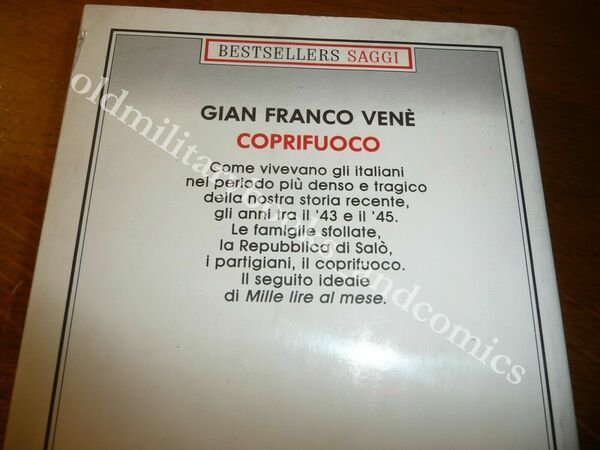 BESTSELLERS SAGGI
GIAN FRANCO VENÈ
COPRIFUOCO
Come vivevano gli italiani
nel periodo più denso e tragico
della nostra storia recente,
gli anni tra il '43 e il '45.
Le famiglie sfollate,
la Repubblica di Salò,
i partigiani, il coprifuoco.
Il seguito ideale
di Mille lire al mese.